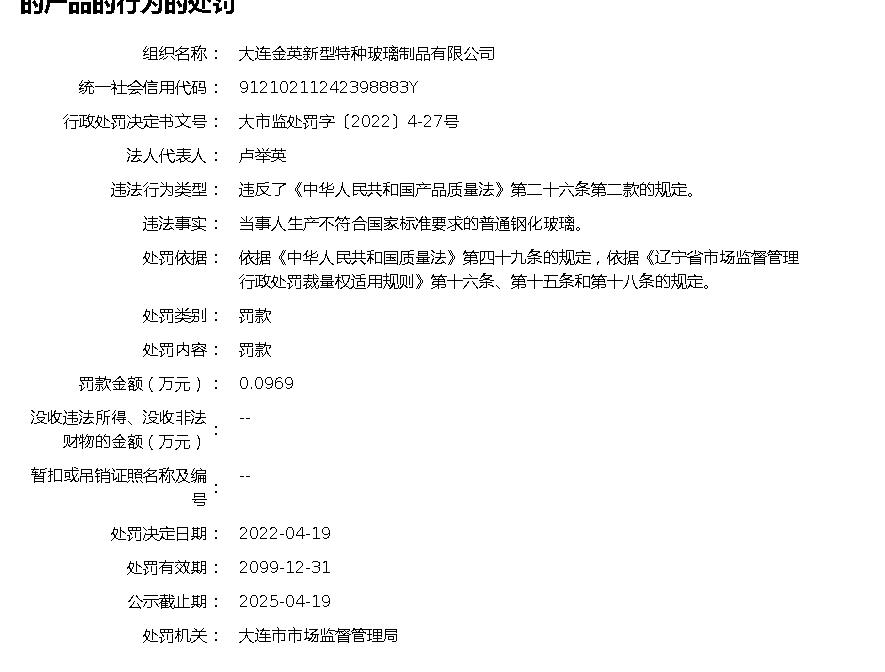 的产品的行为的处罚
组织名称： 大连金英新型特种玻璃制品有限公司
统一社会信用代码： 91210211242398883Y
行政处罚决定书文号： 大市监处罚字〔2022〕4-27号
法人代表人： 卢举英
违法行为类型： 违反了《中华人民共和国产品质量法》第二十六条第二款的规定。
违法事实： 当事人生产不符合国家标准要求的普通钢化玻璃。
处罚依据： 依据《中华人民共和国质量法》第四十九条的规定，依据《辽宁省市场监督管理
行政处罚裁量权适用规则》第十六条、第十五条和第十八条的规定。
处罚类别： 罚款
处罚内容： 罚款
罚款金额（万元）： 0.0969
没收违法所得、没收非法
财物的金额（万元）： --
暂扣或吊销证照名称及编
号： --
处罚决定日期： 2022-04-19
处罚有效期： 2099-12-31
公示截止期： 2025-04-19
处罚机关： 大连市市场监督管理局